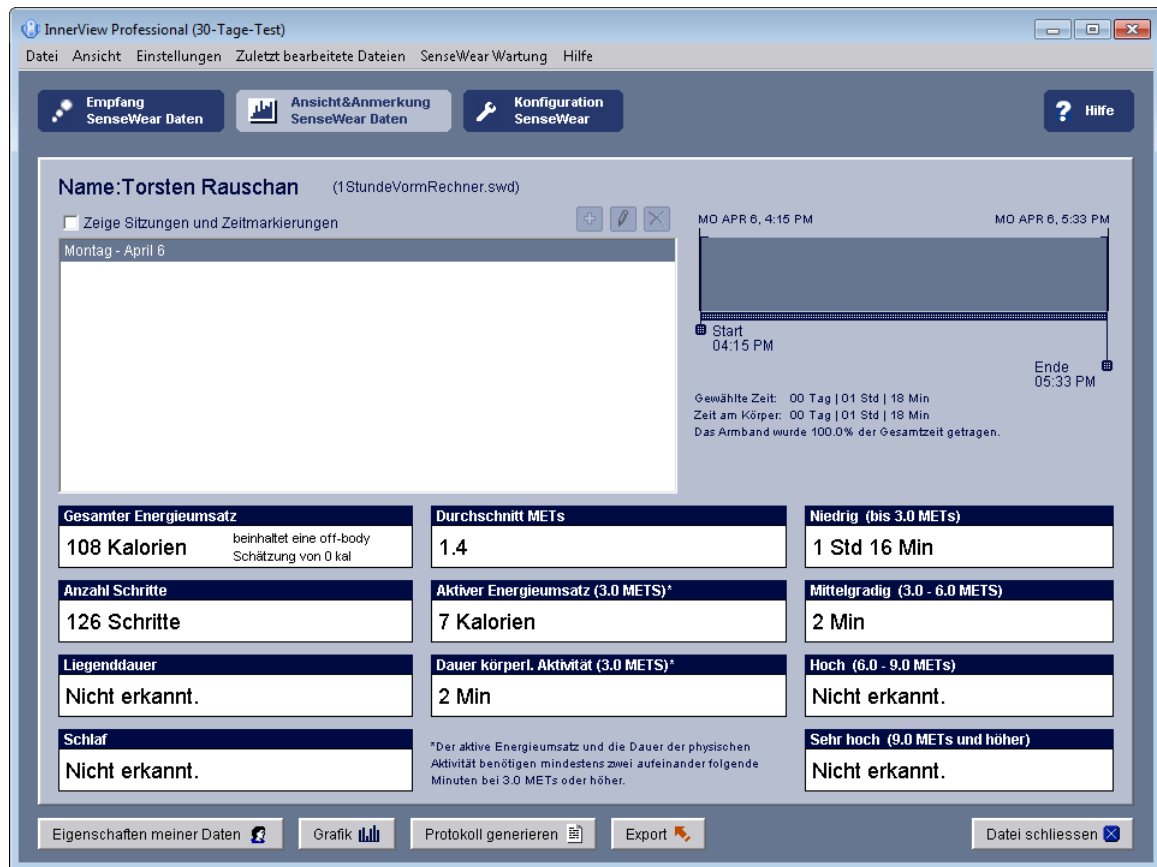 InnerView Professional (30-Tage-Test)
Datei Ansicht Einstellungen Zuletzt bearbeitete Dateien SenseWear Wartung Hilfe
Empfang
SenseWear Daten
Ansicht&Anmerkung
SenseWear Daten
Konfiguration
SenseWear
? Hilfe
Name:Torsten Rauschan (1StundeVormRechner.swd)
Zeige Sitzungen und Zeitmarkierungen
Montag - April 6
MO APR 6, 4:15 PM MO APR 6, 5:33 PM
Start
04:15 PM
Ende
05:33 PM
Gewählte Zeit: 00 Tag | 01 Std | 18 Min
Zeit am Körper: 00 Tag | 01 Std | 18 Min
Das Armband wurde 100.0% der Gesamtzeit getragen.
Gesamter Energieumsatz
108 Kalorien
beinhaltet eine off-body
Schätzung von 0 kal
Durchschnitt METs
1.4
Niedrig (bis 3.0 METs)
1 Std 16 Min
Anzahl Schritte
126 Schritte
Aktiver Energieumsatz (3.0 METS)*
7 Kalorien
Mittelgradig (3.0 - 6.0 METS)
2 Min
Liegenddauer
Nicht erkannt.
Dauer körperl. Aktivität (3.0 METS)*
2 Min
Hoch (6.0 - 9.0 METs)
Nicht erkannt.
Schlaf
Nicht erkannt.
*Der aktive Energieumsatz und die Dauer der physischen
Aktivität benötigen mindestens zwei aufeinander folgende
Minuten bei 3.0 METs oder höher.
Sehr hoch (9.0 METs und höher)
Nicht erkannt.
Eigenschaften meiner Daten Grafik Protokoll generieren Export Datei schliessen